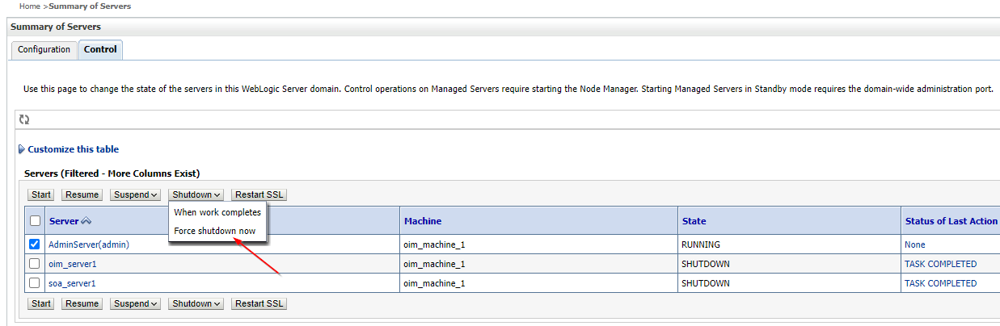 Home >Summary of Servers
Summary of Servers
Configuration Control
Use this page to change the state of the servers in this WebLogic Server domain. Control operations on Managed Servers require starting the Node Manager. Starting Managed Servers in Standby mode requires the domain-wide administration port.
Customize this table
Servers (Filtered - More Columns Exist)
Start Resume Suspend Shutdown Restart SSL
When work completes
Force shutdown now
Server Machine State Status of Last Action
AdminServer(admin) oim_machine_1 RUNNING None
oim_server1 oim_machine_1 SHUTDOWN TASK COMPLETED
soa_server1 oim_machine_1 SHUTDOWN TASK COMPLETED
Start Resume Suspend Shutdown Restart SSL